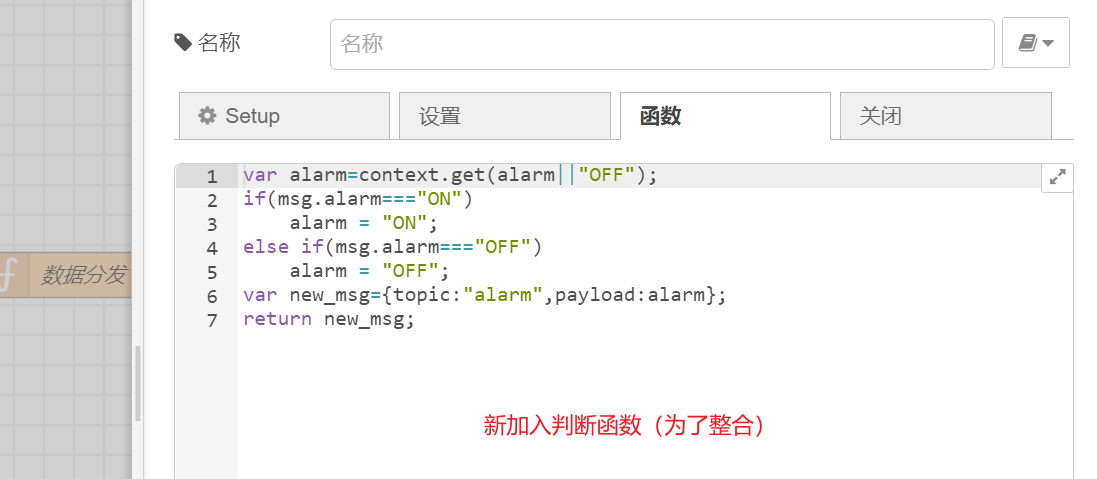 名称
名称
Setup
设置
函数
关闭
1 var alarm=context.get(alarm||"OFF");
2 if(msg.alarm==="ON")
3     alarm = "ON";
4 else if(msg.alarm==="OFF")
5     alarm = "OFF";
6 var new_msg={topic:"alarm",payload:alarm};
7 return new_msg;
数据分发
新加入判断函数（为了整合）